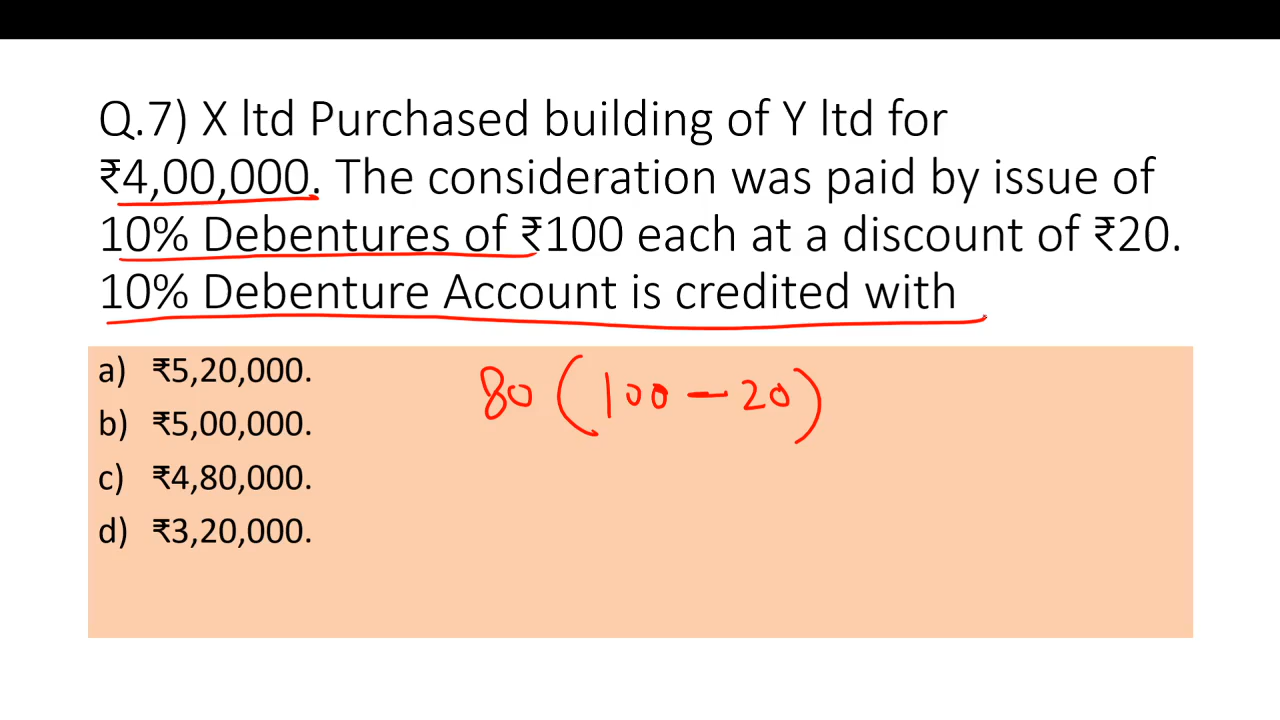 Q.7) X ltd Purchased building of Y ltd for
₹4,00,000. The consideration was paid by issue of
10% Debentures of ₹100 each at a discount of ₹20.
10% Debenture Account is credited with
a) ₹5,20,000.
80 (100 - 20)
b) ₹5,00,000.
c) ₹4,80,000.
d) ₹3,20,000.